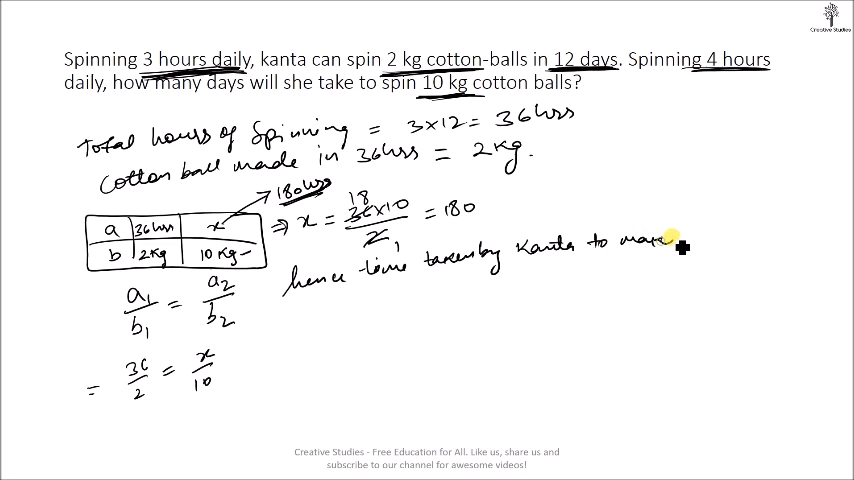 Creative Studies
Spinning 3 hours daily, kanta can spin 2 kg cotton-balls in 12 days. Spinning 4 hours
daily, how many days will she take to spin 10 kg cotton balls?
Total hours of Spinning = 3×12 = 36hrs
Cotton ball made in 36hrs = 2kg.
180hrs
a 36hrs x
b 2kg 10kg
⇒ x = 36×10/2 = 180
18
1
hence time taken by Kanta to make
a₁/b₁ = a₂/b₂
= 36/2 = x/10
Creative Studies - Free Education for All. Like us, share us and
subscribe to our channel for awesome videos!